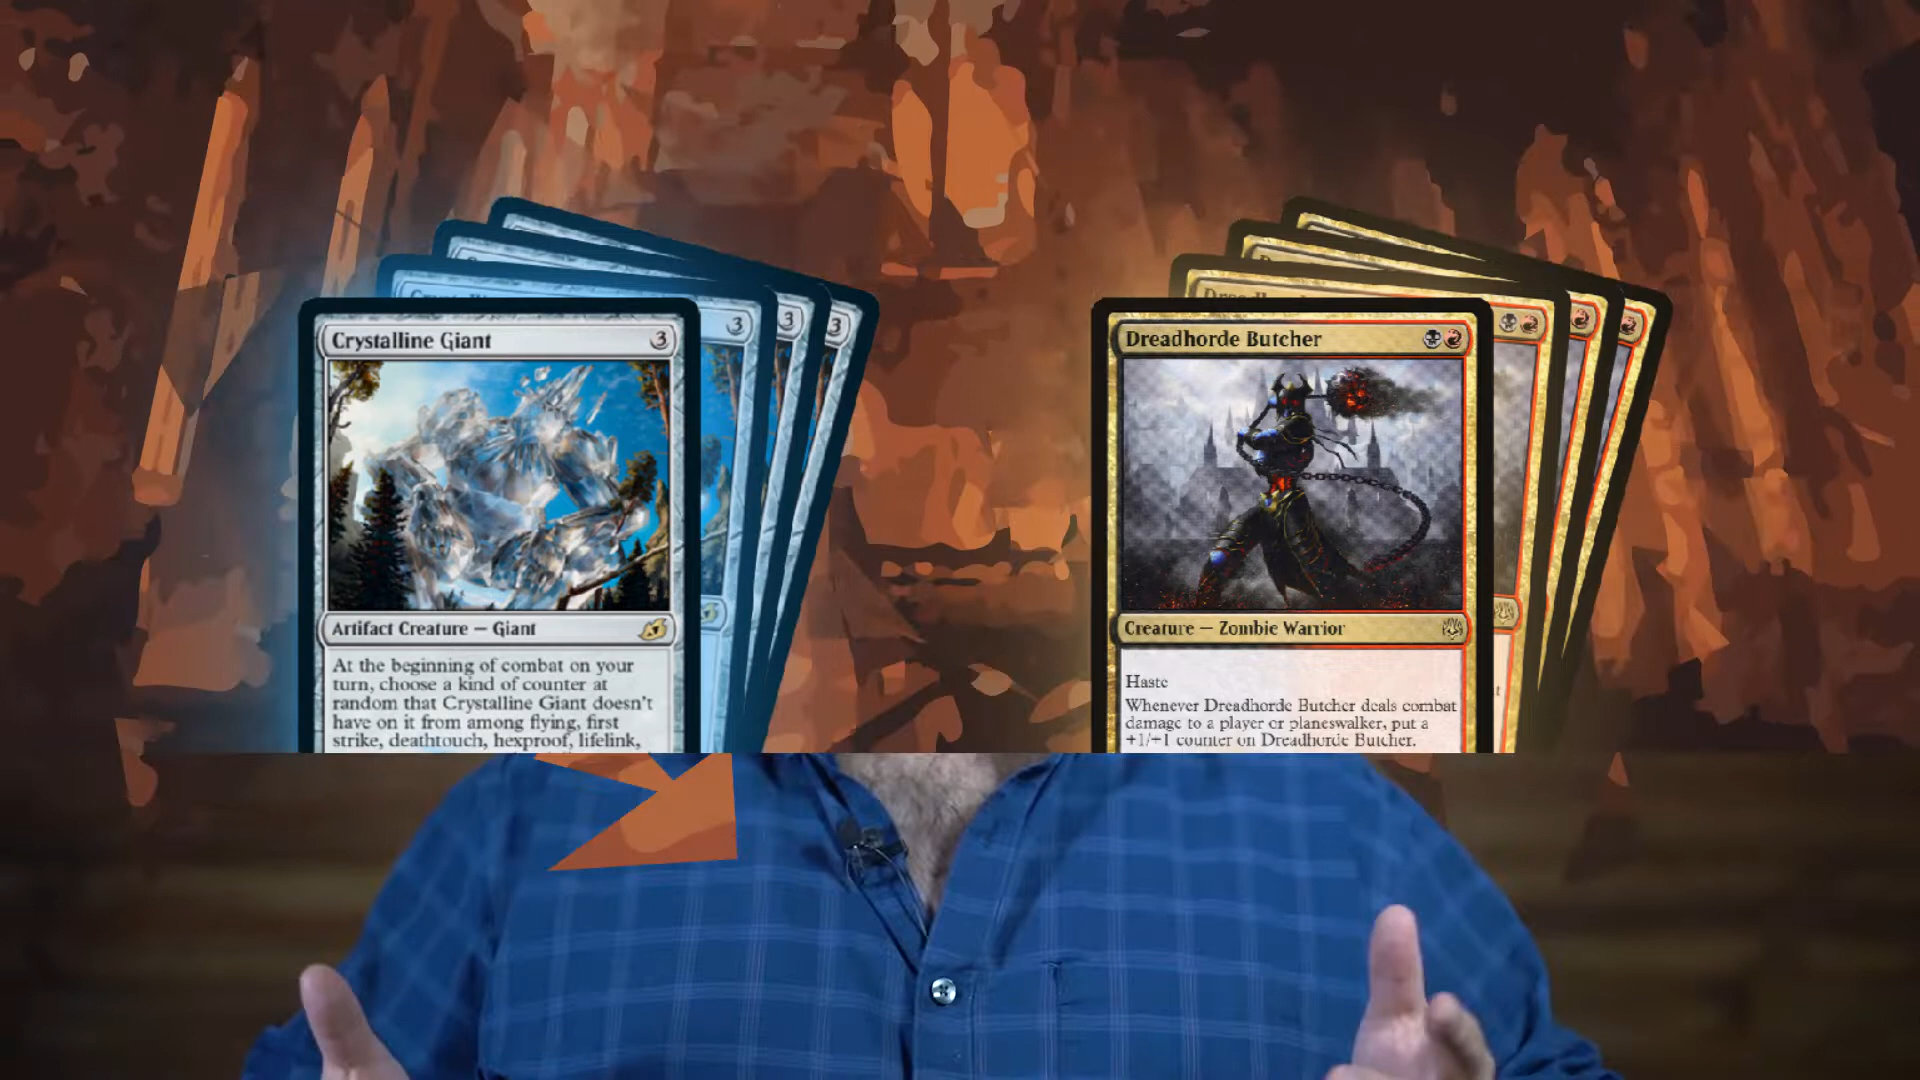 Crystalline Giant 3
3
3
3
Artifact Creature — Giant
At the beginning of combat on your
turn, choose a kind of counter at
random that Crystalline Giant doesn't
have on it from among flying, first
strike, deathtouch, hexproof, lifelink,
Dreadhorde Butcher
Creature — Zombie Warrior
Haste
Whenever Dreadhorde Butcher deals combat
damage to a player or planeswalker, put a
+1/+1 counter on Dreadhorde Butcher.